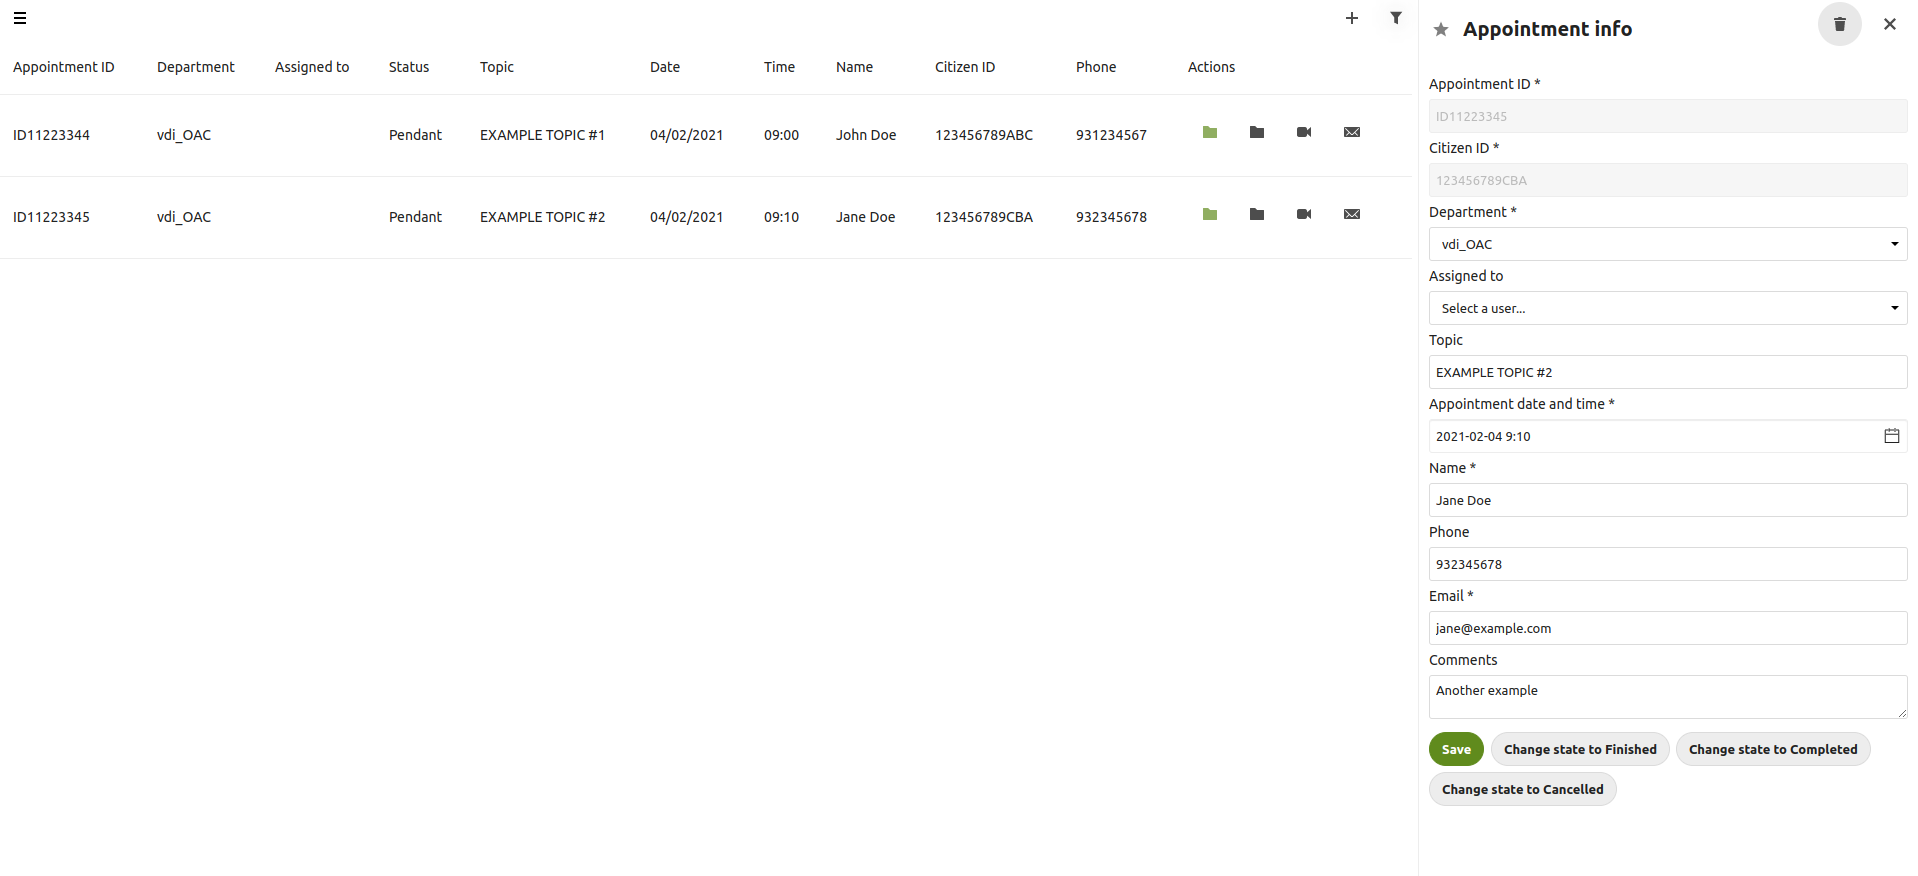 Appointment ID Department Assigned to Status Topic Date Time Name Citizen ID Phone Actions
ID11223344 vdi_OAC Pendant EXAMPLE TOPIC #1 04/02/2021 09:00 John Doe 123456789ABC 931234567
ID11223345 vdi_OAC Pendant EXAMPLE TOPIC #2 04/02/2021 09:10 Jane Doe 123456789CBA 932345678
Appointment info
Appointment ID *
ID11223345
Citizen ID *
123456789CBA
Department *
vdi_OAC
Assigned to
Select a user...
Topic
EXAMPLE TOPIC #2
Appointment date and time *
2021-02-04 9:10
Name *
Jane Doe
Phone
932345678
Email *
jane@example.com
Comments
Another example
Save Change state to Finished Change state to Completed
Change state to Cancelled